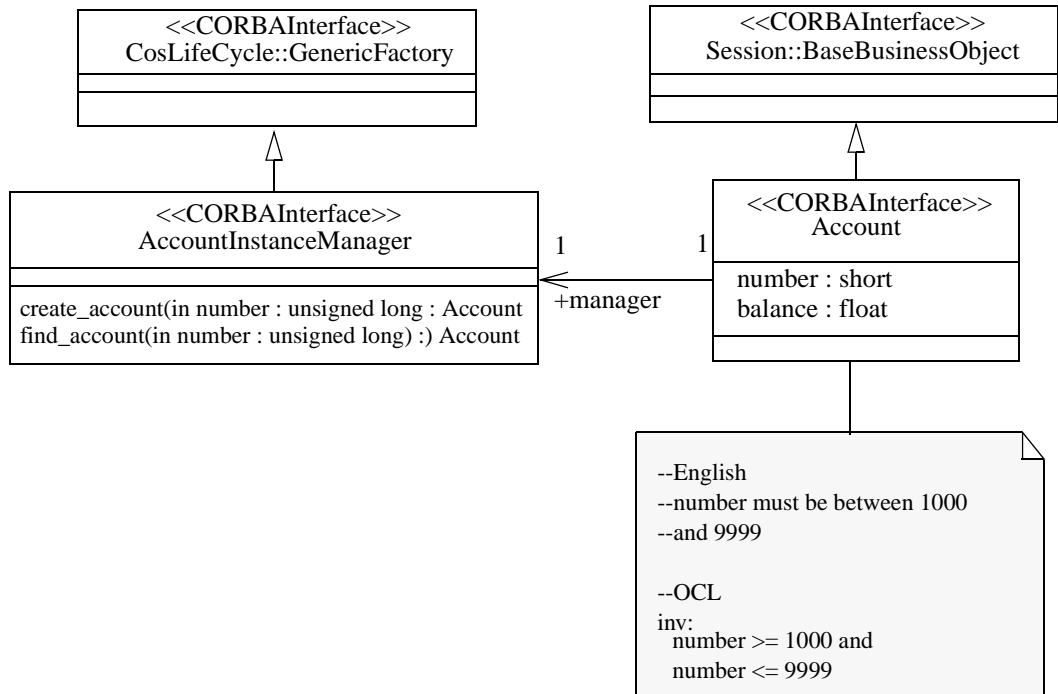 <<CORBAInterface>>
CosLifeCycle::GenericFactory
<<CORBAInterface>>
Session::BaseBusinessObject
<<CORBAInterface>>
AccountInstanceManager
create_account(in number : unsigned long : Account
find_account(in number : unsigned long) :) Account
1
1
+manager
<<CORBAInterface>>
Account
number : short
balance : float
--English
--number must be between 1000
--and 9999
--OCL
inv:
number >= 1000 and
number <= 9999